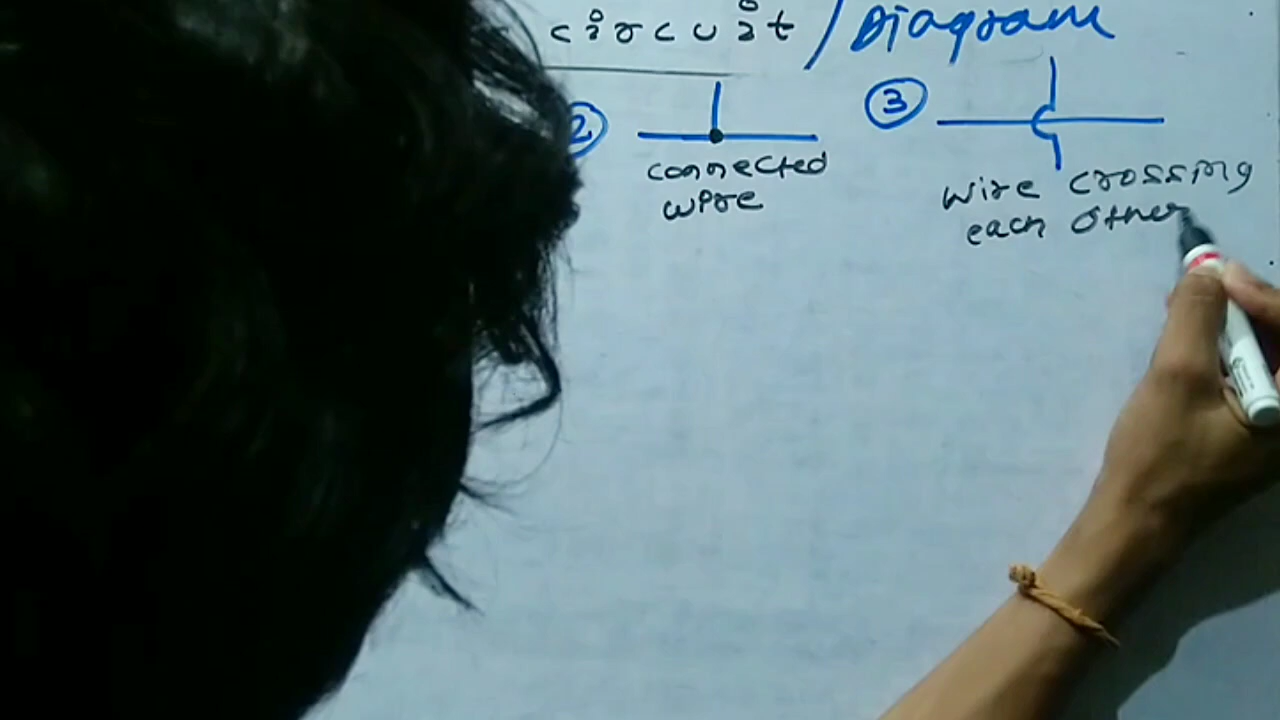 circuit / Diagram
2
connected
wire
3
wire crossing
each other